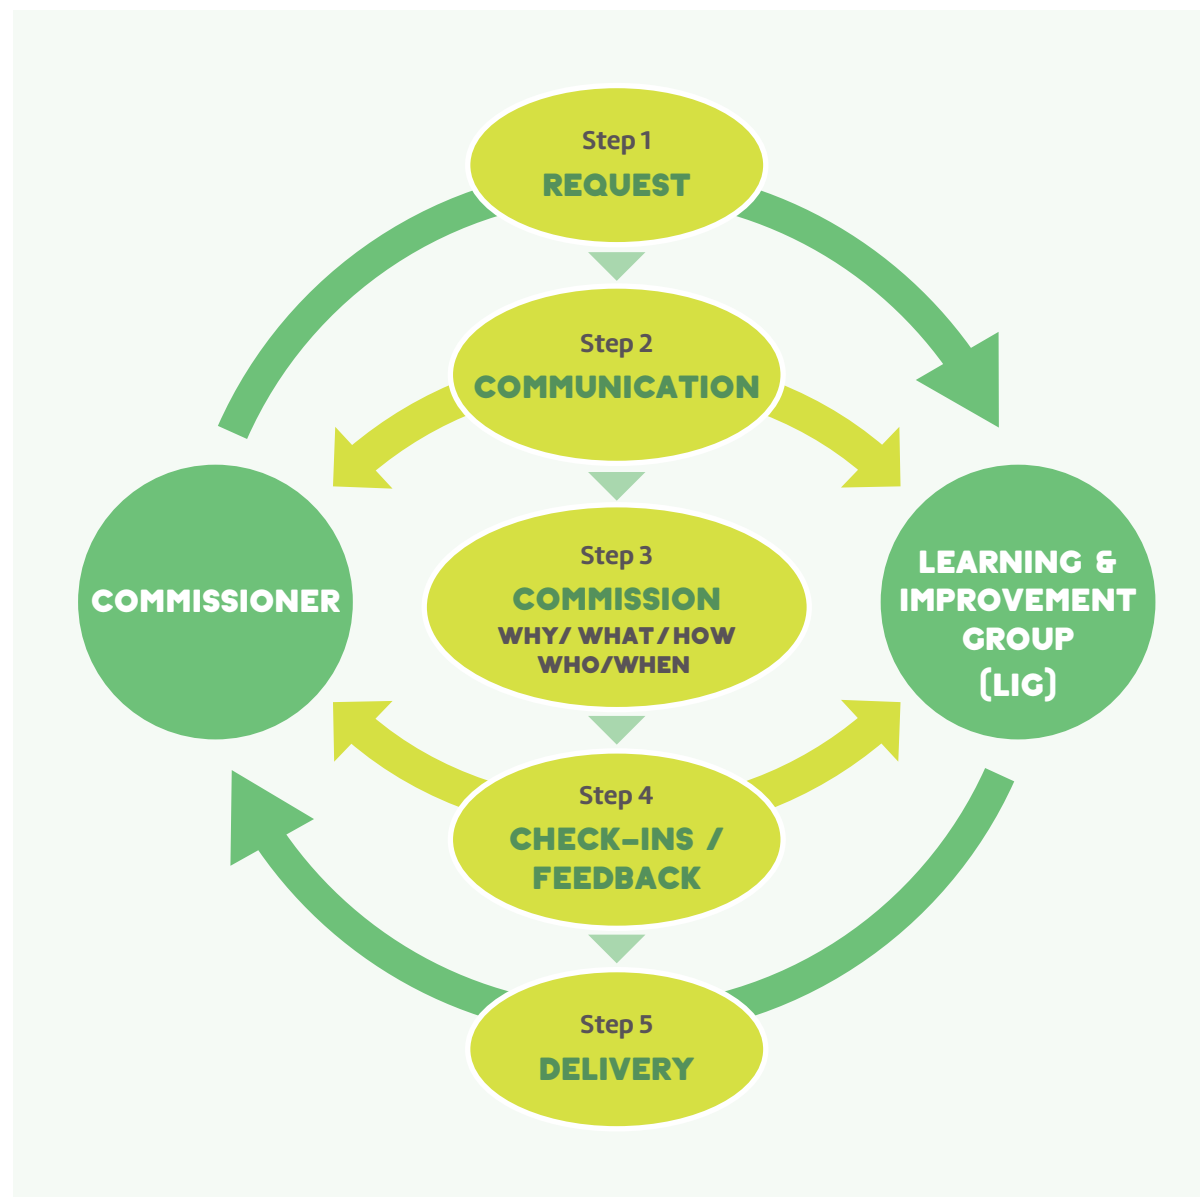 Step 1
REQUEST
Step 2
COMMUNICATION
Step 3
COMMISSION
WHY/ WHAT/HOW
WHO/WHEN
COMMISSIONER
LEARNING &
IMPROVEMENT
GROUP
(LIG)
Step 4
CHECK-INS /
FEEDBACK
Step 5
DELIVERY